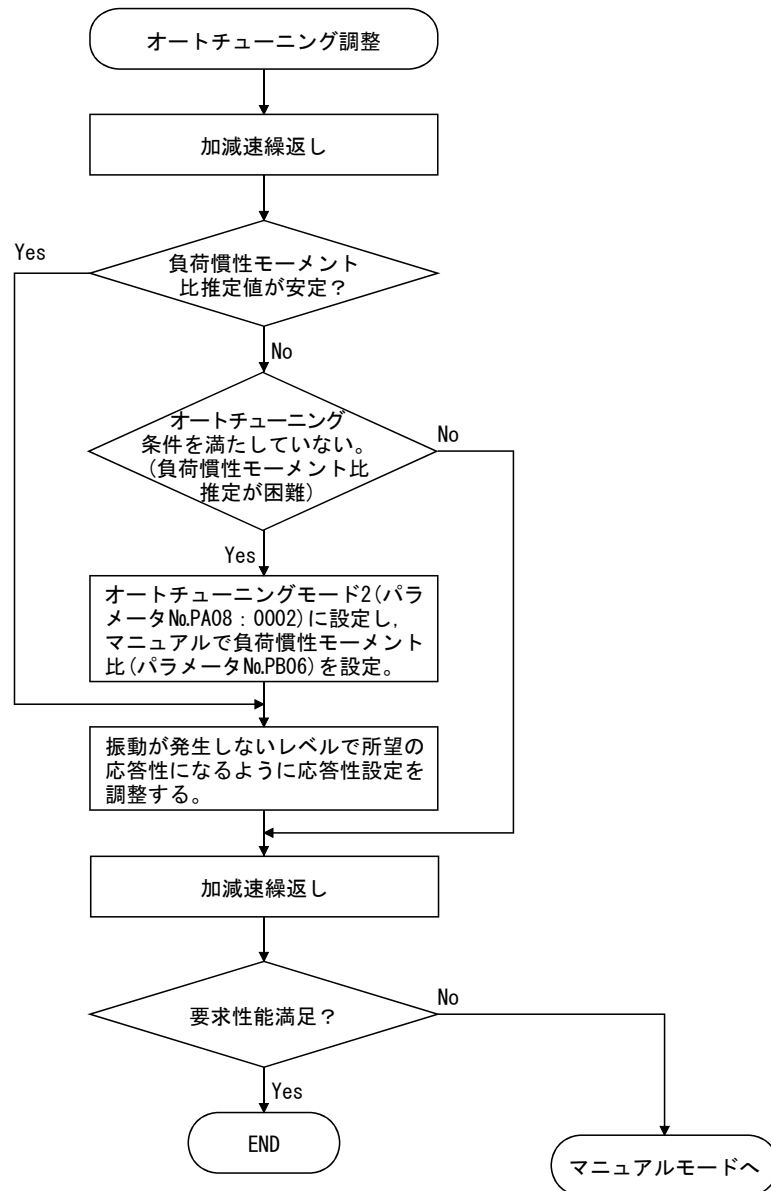 オートチューニング調整
加減速繰返し
Yes
負荷慣性モーメント
比推定値が安定？
No
オートチューニング
条件を満たしていない。
(負荷慣性モーメント比
推定が困難)
No
Yes
オートチューニングモード2(パラ
メータ№PA08：0002)に設定し,
マニュアルで負荷慣性モーメント
比(パラメータ№PB06)を設定。
振動が発生しないレベルで所望の
応答性になるように応答性設定を
調整する。
加減速繰返し
要求性能満足？
No
Yes
END
マニュアルモードへ